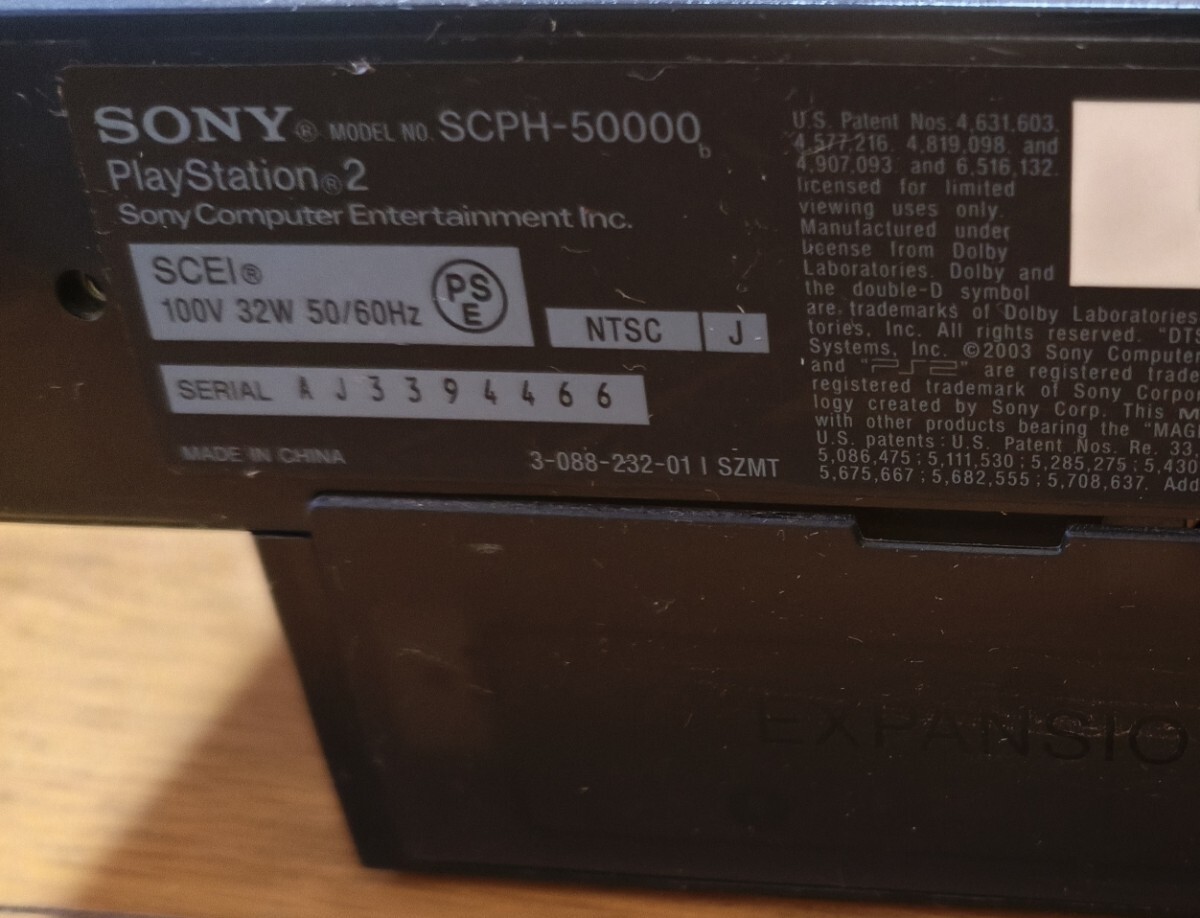 SONY® MODEL NO. SCPH-50000 b
PlayStation®2
Sony Computer Entertainment Inc.
SCEI®
100V 32W 50/60Hz
PS
E
NTSC J
SERIAL AJ3394466
MADE IN CHINA
3-088-232-01 | SZMT
U.S. Patent Nos. 4,631,603.
4,577,216. 4,819,098. and
4,907,093. and 6,516,132.
licensed for limited
viewing uses only.
Manufactured under
License from Dolby
Laboratories. Dolby and
the double-D symbol
are trademarks of Dolby Laboratories
tories, Inc. All rights reserved. "DTS
Systems, Inc. ©2003 Sony Computer
and "PS2" are registered trade
registered trademark of Sony Corpor
logy created by Sony Corp. This M
with other products bearing the "MAGI
U.S. patents : U.S. Patent Nos. Re. 33,
5,086,475 ; 5,111,530 ; 5,285,275 ; 5,430
5,675,667 ; 5,682,555 ; 5,708,637. Add
EXPANSIO